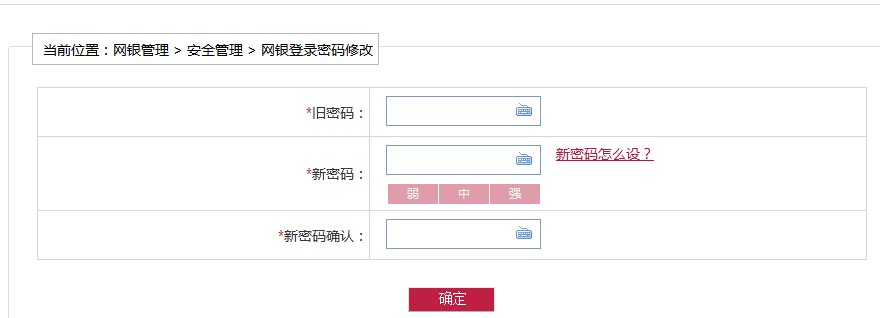 当前位置：网银管理 > 安全管理 > 网银登录密码修改
*旧密码：
*新密码：
新密码怎么设？
弱 中 强
*新密码确认：
确定